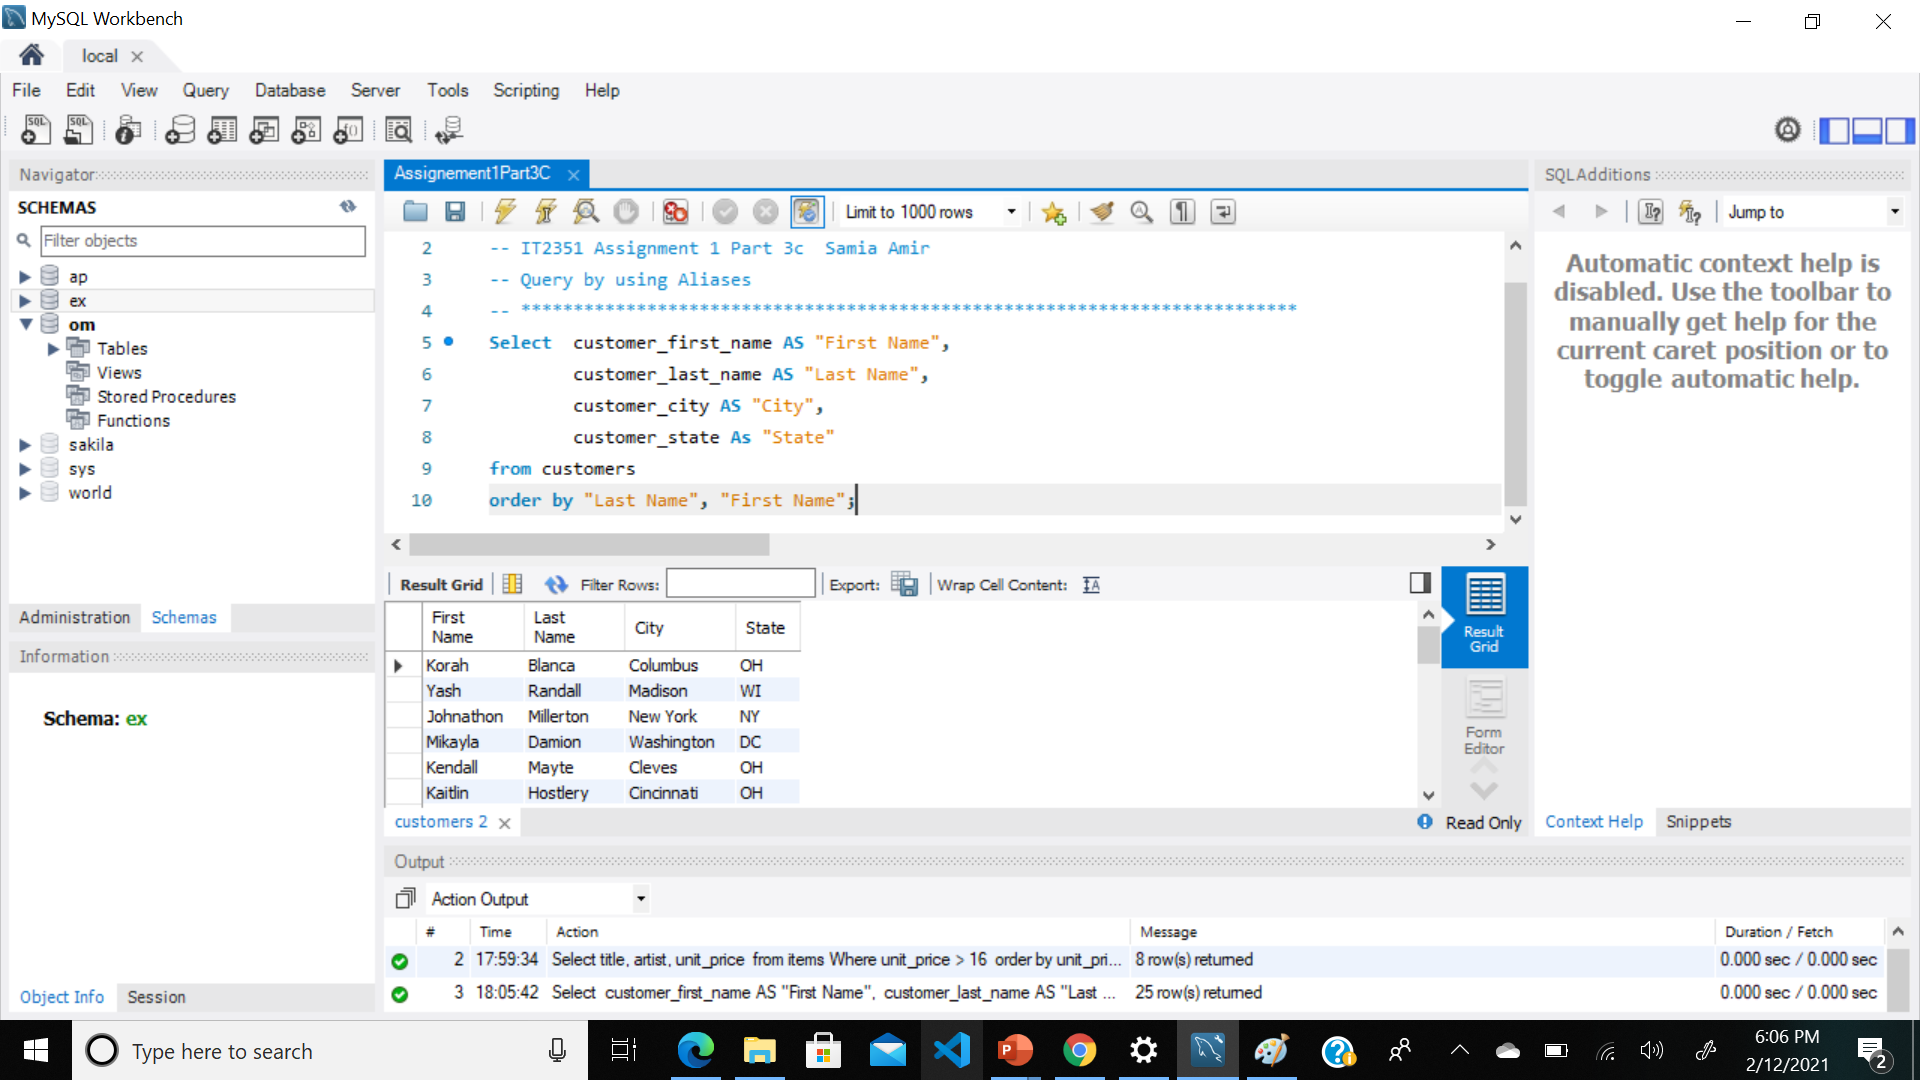 MySQL Workbench
local
File Edit View Query Database Server Tools Scripting Help
Navigator
SCHEMAS
Filter objects
ap
ex
om
Tables
Views
Stored Procedures
Functions
sakila
sys
world
Administration Schemas
Information
Schema: ex
Object Info Session
Assignement1Part3C
Limit to 1000 rows
2 -- IT2351 Assignment 1 Part 3c  Samia Amir
3 -- Query by using Aliases
4 -- **************************************************************************
5 Select  customer_first_name AS "First Name",
6 customer_last_name AS "Last Name",
7 customer_city AS "City",
8 customer_state As "State"
9 from customers
10 order by "Last Name", "First Name";
Result Grid Filter Rows: Export: Wrap Cell Content:
First Name Last Name City State
Korah Blanca Columbus OH
Yash Randall Madison WI
Johnathon Millerton New York NY
Mikayla Damion Washington DC
Kendall Mayte Cleves OH
Kaitlin Hostlery Cincinnati OH
Result
Grid
Form
Editor
customers 2
Read Only
SQLAdditions
Jump to
Automatic context help is
disabled. Use the toolbar to
manually get help for the
current caret position or to
toggle automatic help.
Context Help Snippets
Output
Action Output
# Time Action Message Duration / Fetch
2 17:59:34 Select title, artist, unit_price  from items Where unit_price > 16  order by unit_pri... 8 row(s) returned 0.000 sec / 0.000 sec
3 18:05:42 Select  customer_first_name AS "First Name",  customer_last_name AS "Last ... 25 row(s) returned 0.000 sec / 0.000 sec
Type here to search
6:06 PM
2/12/2021
2